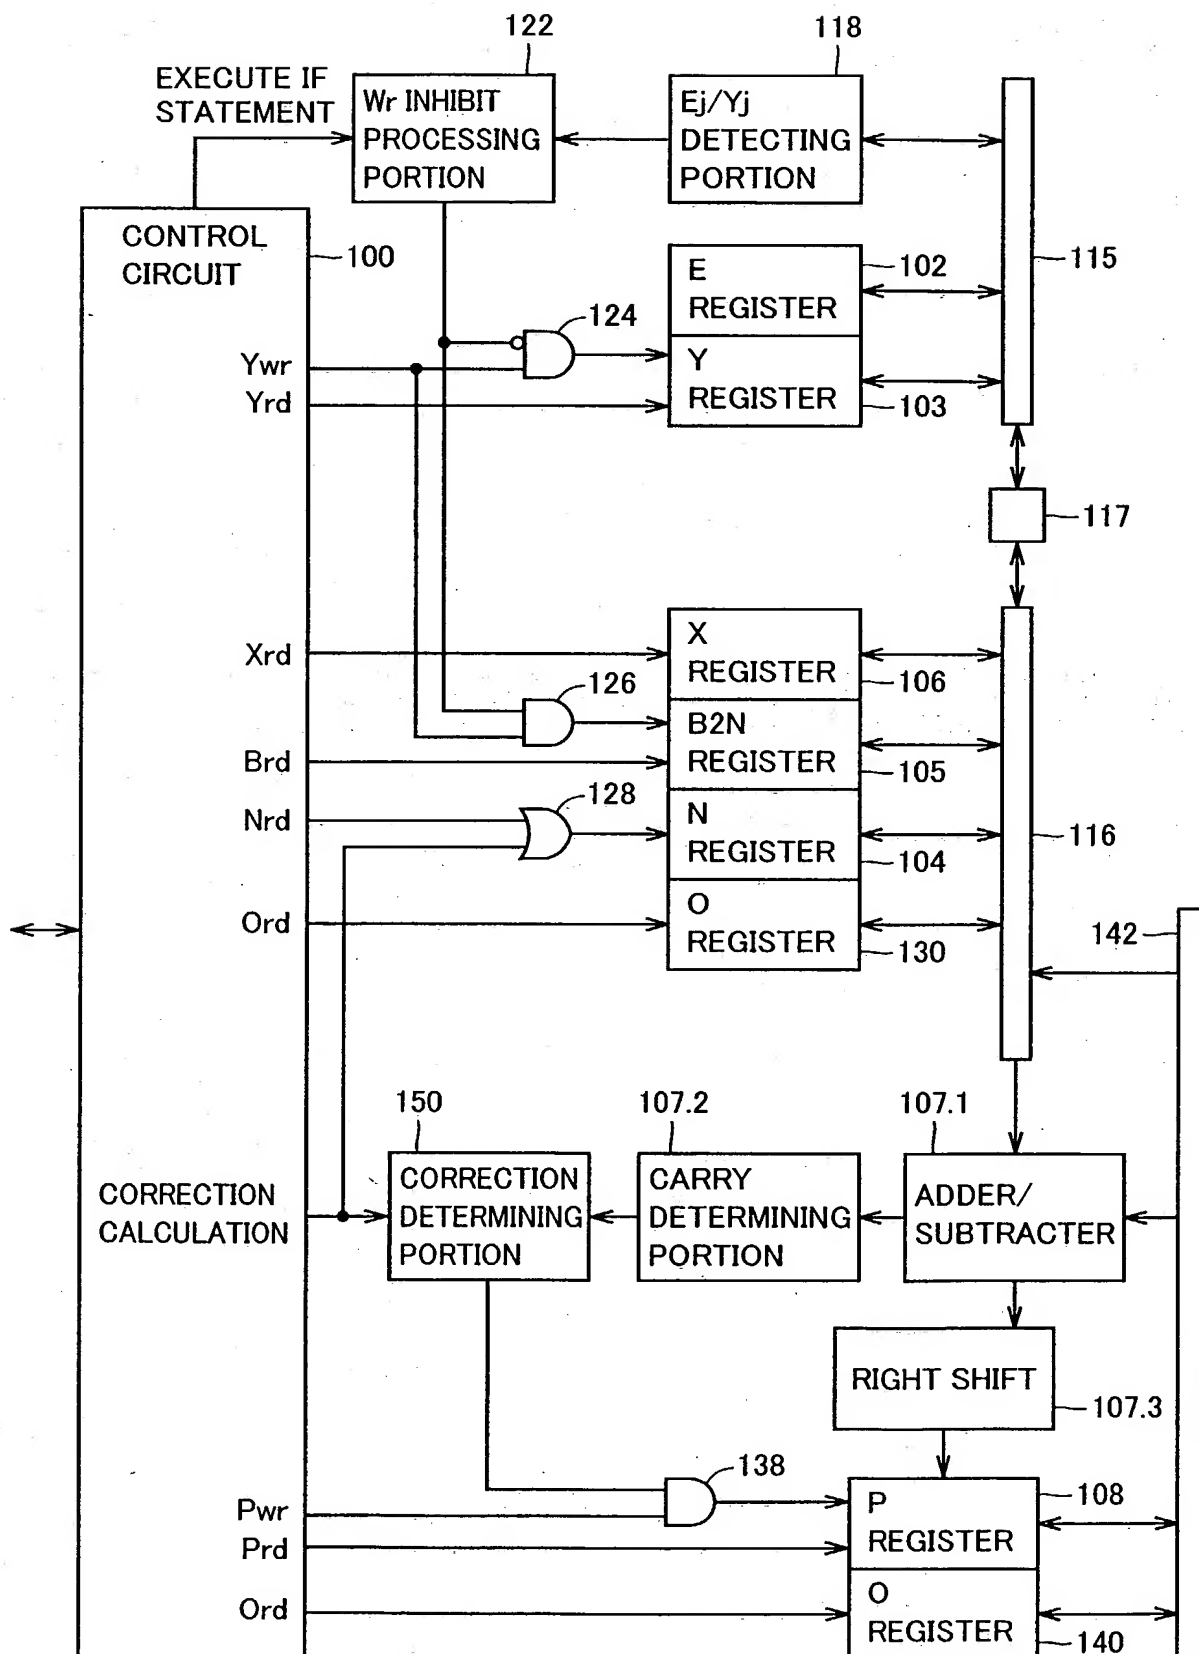 122
118
EXECUTE IF
STATEMENT
Wr INHIBIT
PROCESSING
PORTION
Ej/Yj
DETECTING
PORTION
CONTROL
CIRCUIT
100
E
REGISTER
102
115
124
Ywr
Y
REGISTER
103
Yrd
117
X
REGISTER
106
Xrd
126
B2N
REGISTER
105
Brd
128
Nrd
N
REGISTER
104
116
Ord
O
REGISTER
130
142
150
107.2
107.1
CORRECTION
CALCULATION
CORRECTION
DETERMINING
PORTION
CARRY
DETERMINING
PORTION
ADDER/
SUBTRACTER
RIGHT SHIFT
107.3
138
108
Pwr
P
REGISTER
Prd
Ord
O
REGISTER
140